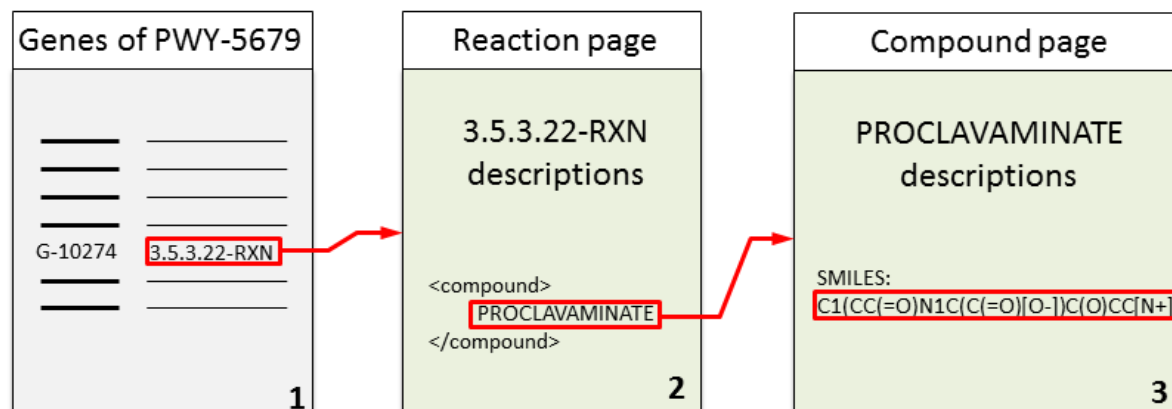 Genes of PWY-5679
G-10274 3.5.3.22-RXN
1
Reaction page
3.5.3.22-RXN
descriptions
<compound>
PROCLAVAMINATE
</compound>
2
Compound page
PROCLAVAMINATE
descriptions
SMILES:
C1(CC(=O)N1C(C(=O)[O-])C(O)CC[N+]
3